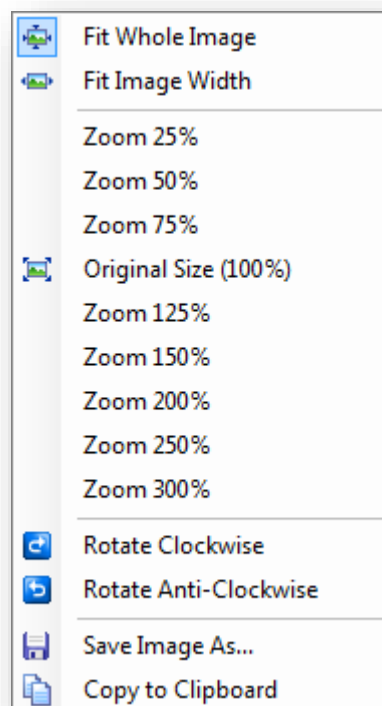 Fit Whole Image
Fit Image Width
Zoom 25%
Zoom 50%
Zoom 75%
Original Size (100%)
Zoom 125%
Zoom 150%
Zoom 200%
Zoom 250%
Zoom 300%
Rotate Clockwise
Rotate Anti-Clockwise
Save Image As...
Copy to Clipboard